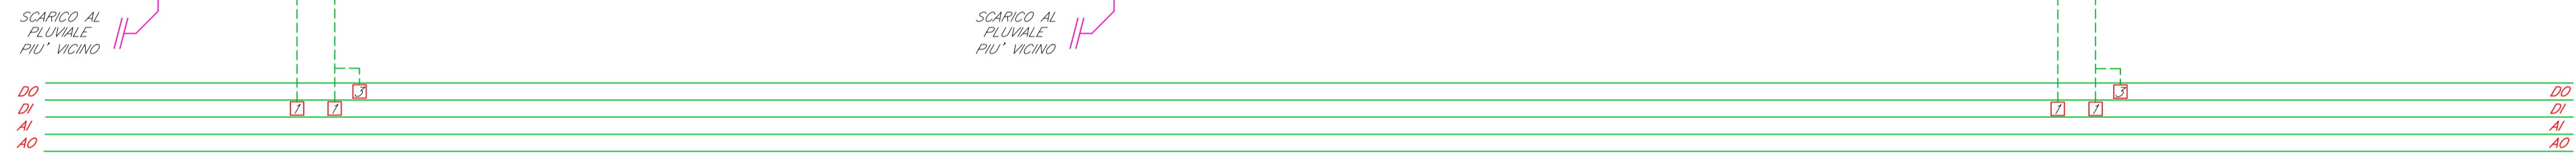 SCARICO AL
PLUVIALE
PIU' VICINO
SCARICO AL
PLUVIALE
PIU' VICINO
DO 3 3 DO
DI 1 1 1 1 DI
AI AI
AO AO